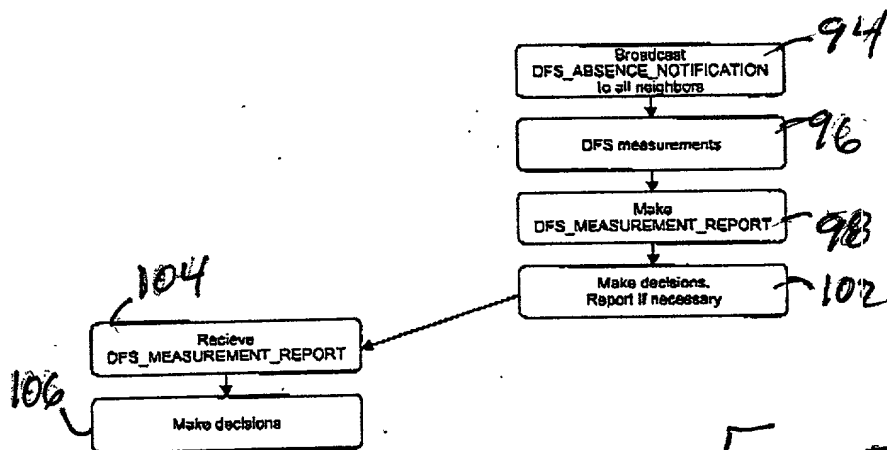 94
Broadcast
DFS_ABSENCE_NOTIFICATION
to all neighbors
96
DFS measurements
Make
DFS_MEASUREMENT_REPORT
98
Make decisions.
Report if necessary
102
104
Recieve
DFS_MEASUREMENT_REPORT
106
Make decisions